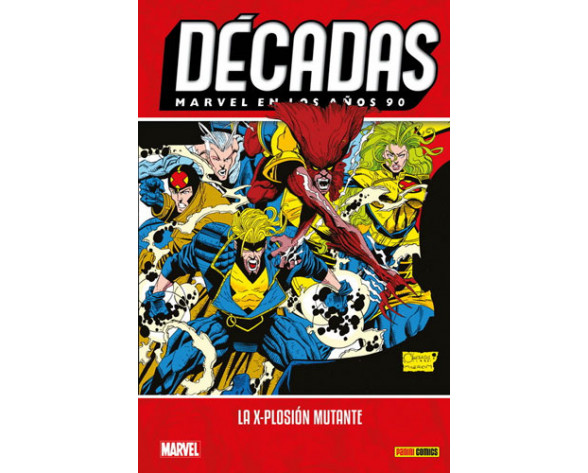 DÉCADAS
MARVEL EN LOS AÑOS 90
LA X-PLOSIÓN MUTANTE
MARVEL
PANINI COMICS